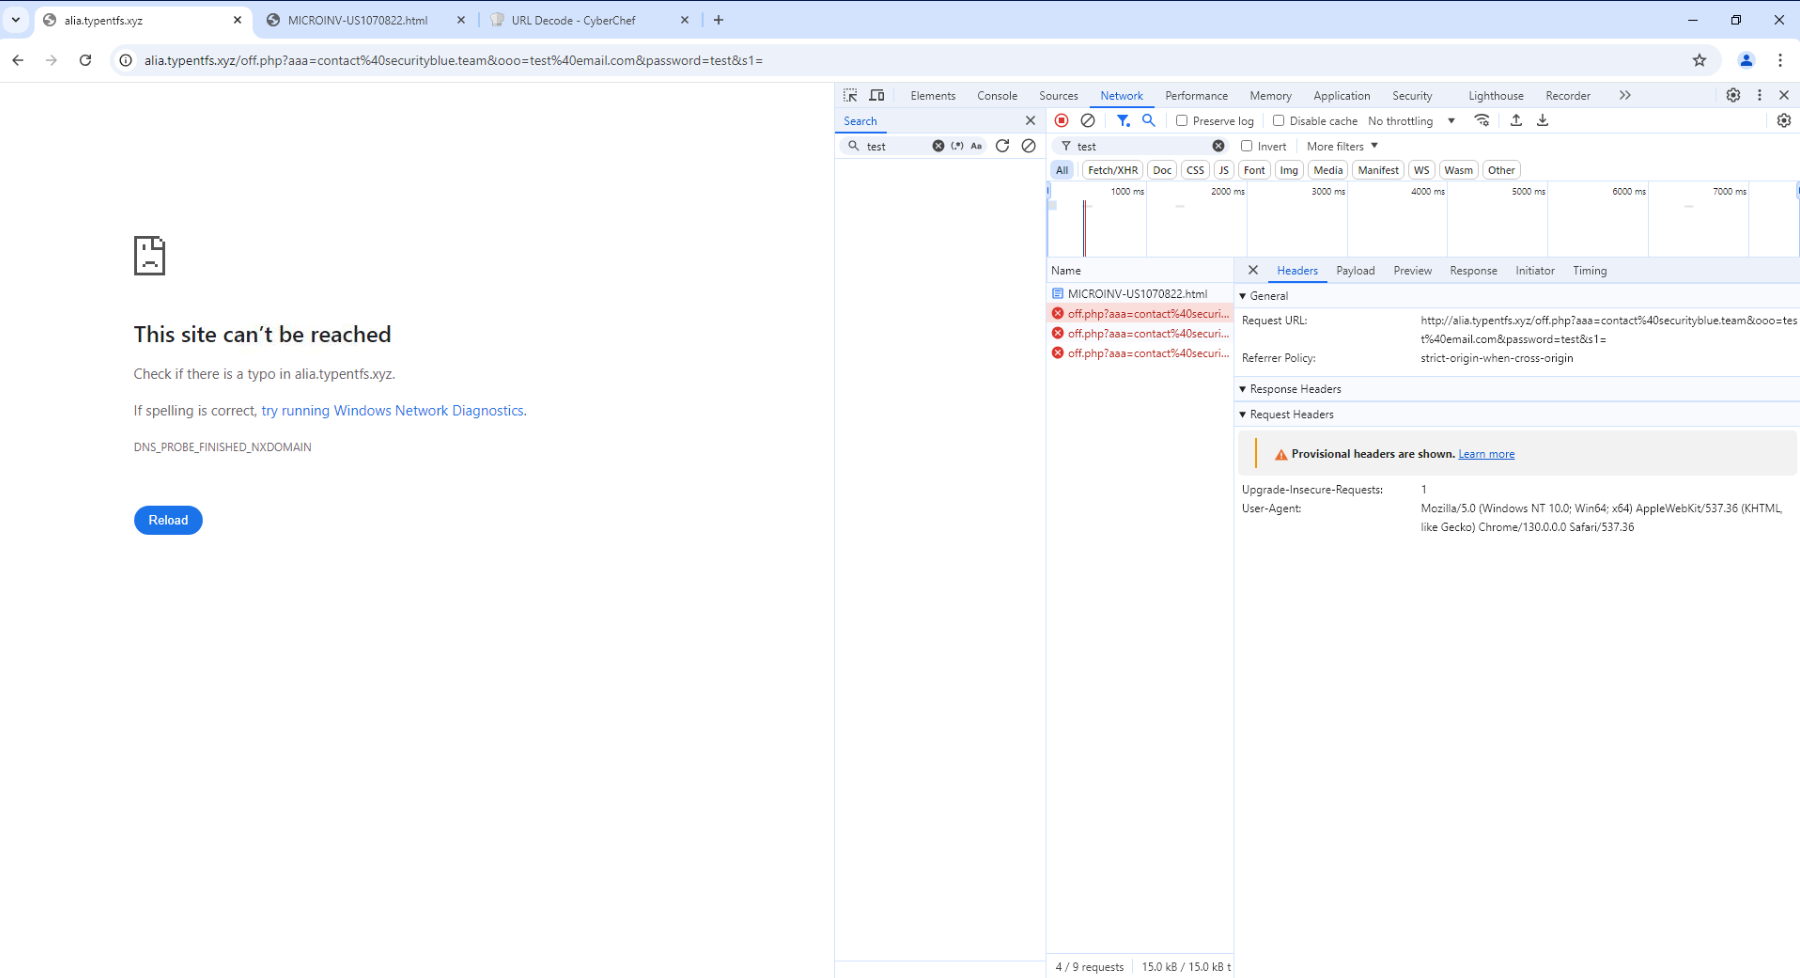 alia.typentfs.xyz
MICROINV-US1070822.html
URL Decode - CyberChef
alia.typentfs.xyz/off.php?aaa=contact%40securityblue.team&ooo=test%40email.com&password=test&s1=
This site can't be reached
Check if there is a typo in alia.typentfs.xyz.
If spelling is correct, try running Windows Network Diagnostics.
DNS_PROBE_FINISHED_NXDOMAIN
Reload
Elements Console Sources Network Performance Memory Application Security Lighthouse Recorder
Search
test (.*) Aa
Preserve log Disable cache No throttling
test Invert More filters
All Fetch/XHR Doc CSS JS Font Img Media Manifest WS Wasm Other
1000 ms 2000 ms 3000 ms 4000 ms 5000 ms 6000 ms 7000 ms
Name
MICROINV-US1070822.html
off.php?aaa=contact%40securi...
off.php?aaa=contact%40securi...
off.php?aaa=contact%40securi...
4 / 9 requests 15.0 kB / 15.0 kB t
Headers Payload Preview Response Initiator Timing
General
Request URL: http://alia.typentfs.xyz/off.php?aaa=contact%40securityblue.team&ooo=tes
t%40email.com&password=test&s1=
Referrer Policy: strict-origin-when-cross-origin
Response Headers
Request Headers
Provisional headers are shown. Learn more
Upgrade-Insecure-Requests: 1
User-Agent: Mozilla/5.0 (Windows NT 10.0; Win64; x64) AppleWebKit/537.36 (KHTML,
like Gecko) Chrome/130.0.0.0 Safari/537.36